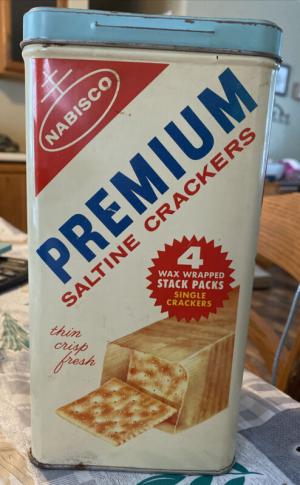 NABISCO
PREMIUM
SALTINE CRACKERS
4
WAX WRAPPED
STACK PACKS
SINGLE
CRACKERS
thin
crisp
fresh